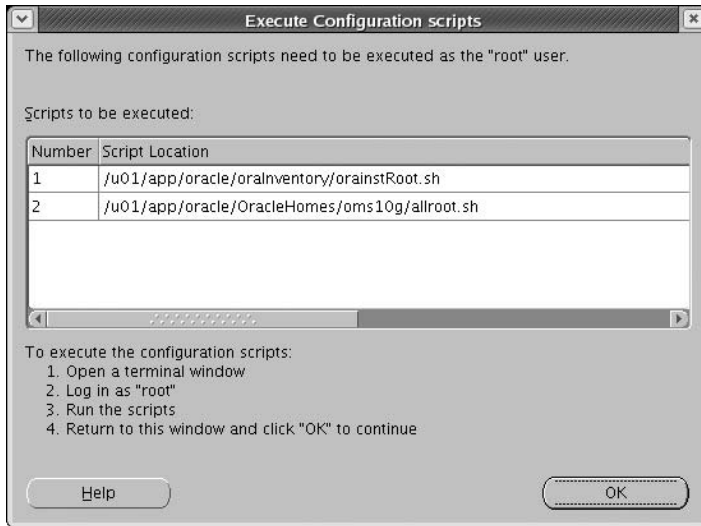 Execute Configuration scripts
The following configuration scripts need to be executed as the "root" user.
Scripts to be executed:
Number Script Location
1 /u01/app/oracle/oraInventory/orainstRoot.sh
2 /u01/app/oracle/OracleHomes/oms10g/allroot.sh
To execute the configuration scripts:
1. Open a terminal window
2. Log in as "root"
3. Run the scripts
4. Return to this window and click "OK" to continue
Help OK